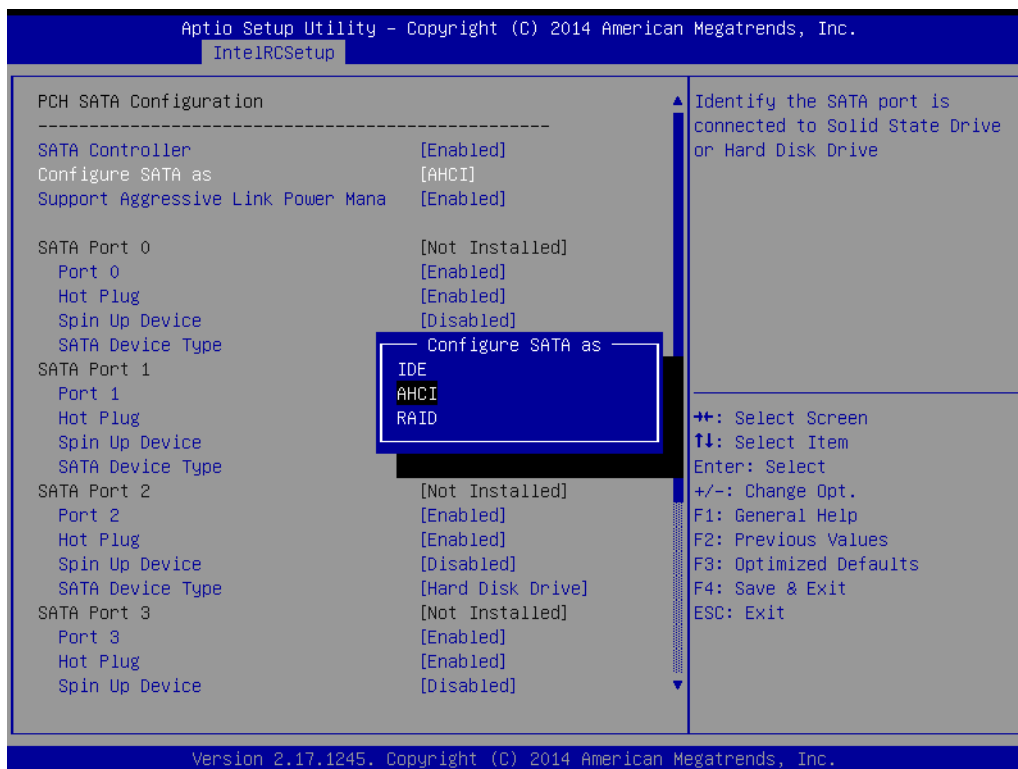 Aptio Setup Utility – Copyright (C) 2014 American Megatrends, Inc.
IntelRCSetup
PCH SATA Configuration
--------------------------------------------------
SATA Controller [Enabled]
Configure SATA as [AHCI]
Support Aggressive Link Power Mana [Enabled]
SATA Port 0 [Not Installed]
Port 0 [Enabled]
Hot Plug [Enabled]
Spin Up Device [Disabled]
SATA Device Type
SATA Port 1
Port 1
Hot Plug
Spin Up Device
SATA Device Type
SATA Port 2 [Not Installed]
Port 2 [Enabled]
Hot Plug [Enabled]
Spin Up Device [Disabled]
SATA Device Type [Hard Disk Drive]
SATA Port 3 [Not Installed]
Port 3 [Enabled]
Hot Plug [Enabled]
Spin Up Device [Disabled]
Configure SATA as
IDE
AHCI
RAID
Identify the SATA port is
connected to Solid State Drive
or Hard Disk Drive
→←: Select Screen
↑↓: Select Item
Enter: Select
+/-: Change Opt.
F1: General Help
F2: Previous Values
F3: Optimized Defaults
F4: Save & Exit
ESC: Exit
Version 2.17.1245. Copyright (C) 2014 American Megatrends, Inc.